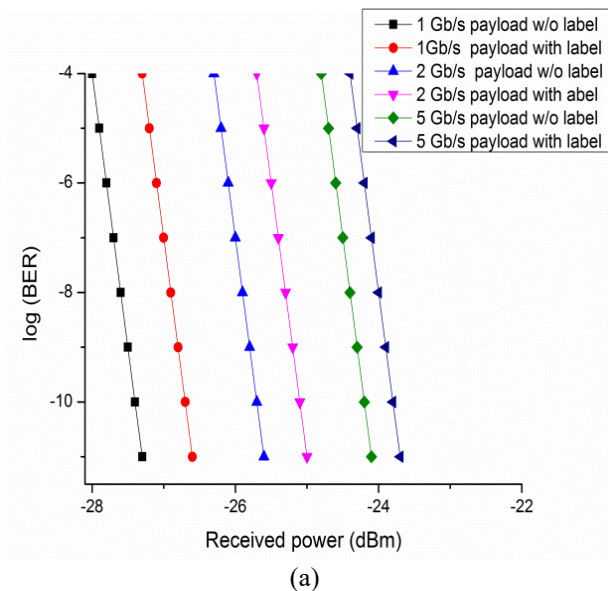 1 Gb/s payload w/o label
1Gb/s payload with label
2 Gb/s payload w/o label
2 Gb/s payload with abel
5 Gb/s payload w/o label
5 Gb/s payload with label
-4
-6
-8
-10
log (BER)
-28
-26
-24
-22
Received power (dBm)
(a)